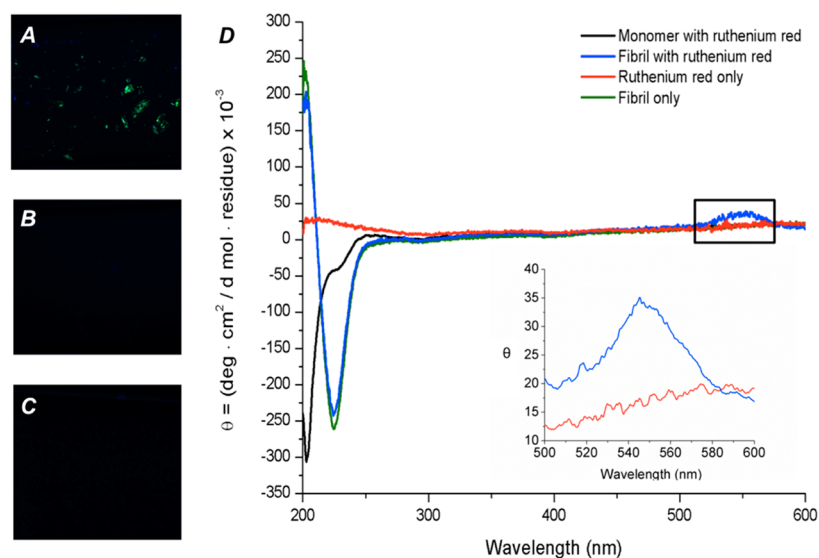 A
B
C
D
Monomer with ruthenium red
Fibril with ruthenium red
Ruthenium red only
Fibril only
θ = (deg · cm² / d mol · residue) x 10⁻³
300
250
200
150
100
50
0
-50
-100
-150
-200
-250
-300
-350
200
300
400
500
600
Wavelength (nm)
θ
40
35
30
25
20
15
10
500
520
540
560
580
600
Wavelength (nm)